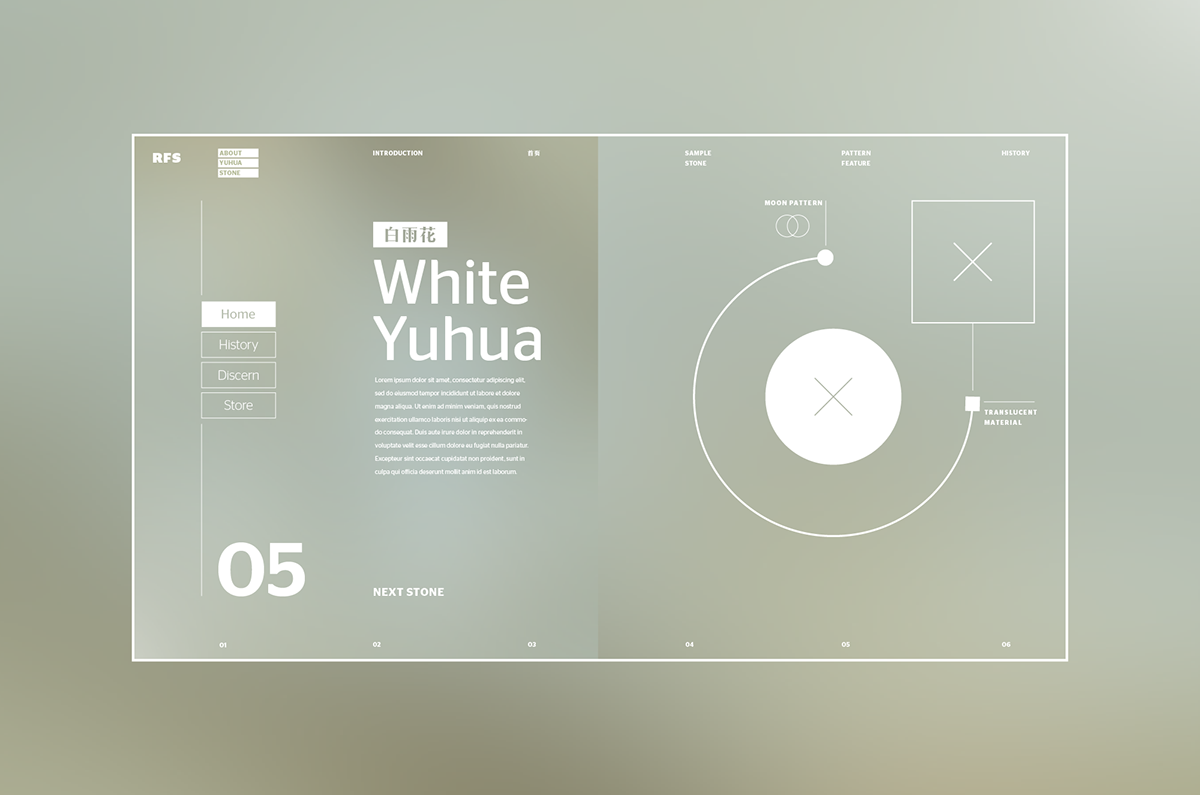 RFS
ABOUT
YUHUA
STONE
INTRODUCTION
SAMPLE
STONE
PATTERN
FEATURE
HISTORY
Home
History
Discern
Store
白雨花
White
Yuhua
Lorem ipsum dolor sit amet, consectetur adipiscing elit,
sed do eiusmod tempor incididunt ut labore et dolore
magna aliqua. Ut enim ad minim veniam, quis nostrud
exercitation ullamco laboris nisi ut aliquip ex ea commo-
do consequat. Duis aute irure dolor in reprehenderit in
voluptate velit esse cillum dolore eu fugiat nulla pariatur.
Excepteur sint occaecat cupidatat non proident, sunt in
culpa qui officia deserunt mollit anim id est laborum.
05
NEXT STONE
MOON PATTERN
TRANSLUCENT
MATERIAL
01
02
03
04
05
06